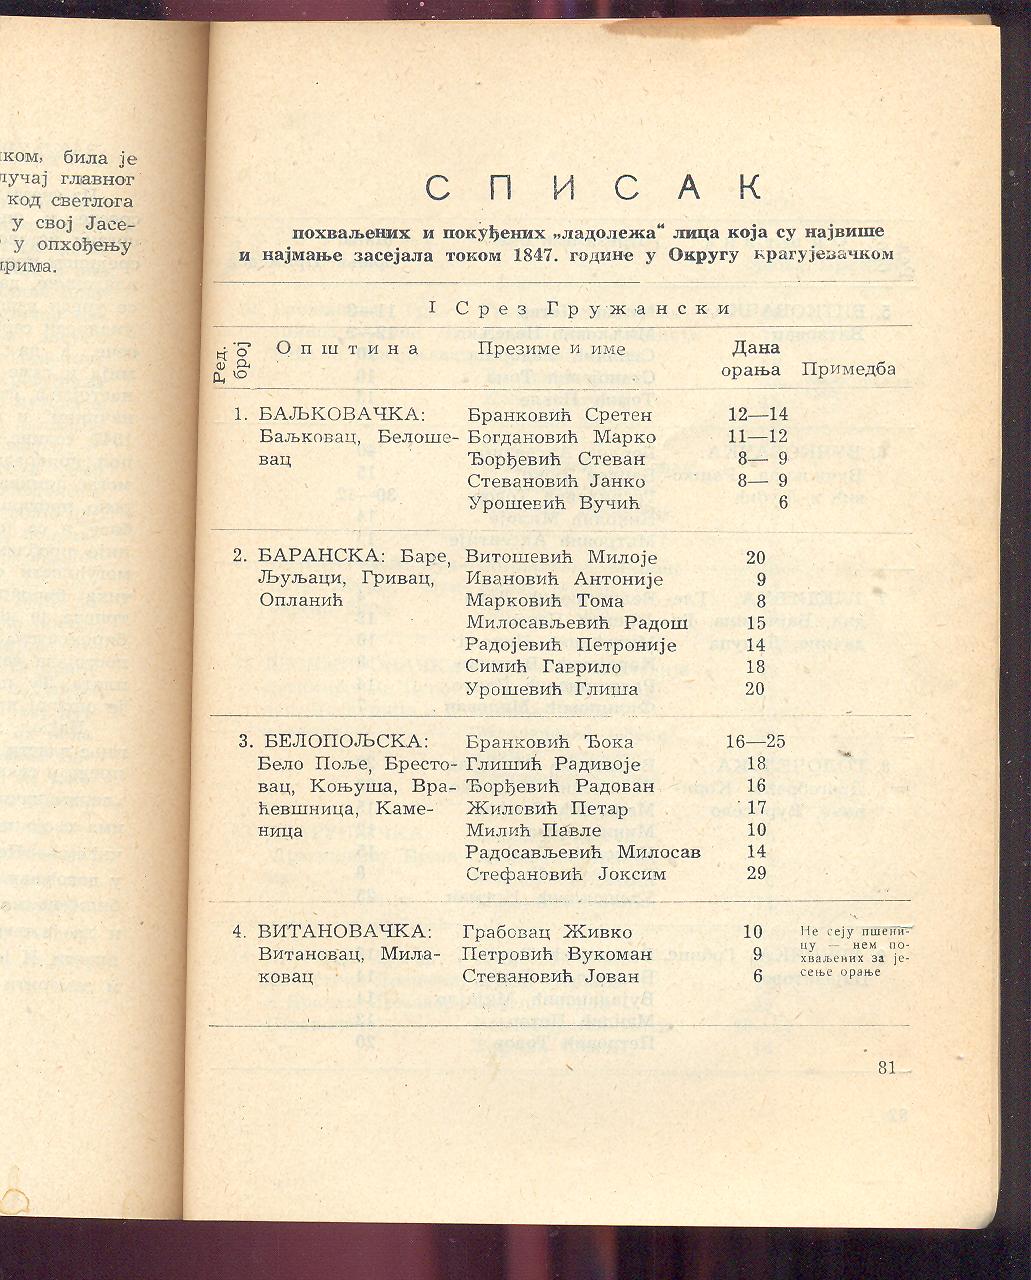 ком, била је
лучај главног
код светлога
у свој Јасе-
у опхођењу
СПИСАК
похваљених и покуђених „ладолежа“ лица која су највише
и најмање засејала током 1847. године у Округу крагујевачком
I Срез Гружански
Ред. број Општина Презиме и име Дана орања Примедба
1. БАЉКОВАЧКА: Бранковић Сретен 12—14
Баљковац, Белоше- Богдановић Марко 11—12
вац Ђорђевић Стеван 8— 9
Стевановић Јанко 8— 9
Урошевић Вучић 6
2. БАРАНСКА: Баре, Витошевић Милоје 20
Љуљаци, Гривац, Ивановић Антоније 9
Опланић Марковић Тома 8
Милосављевић Радош 15
Радојевић Петроније 14
Симић Гаврило 18
Урошевић Глиша 20
3. БЕЛОПОЉСКА: Бранковић Ђока 16—25
Бело Поље, Бресто- Глишић Радивоје 18
вац, Коњуша, Вра- Ђорђевић Радован 16
ћевшница, Каме- Жиловић Петар 17
ница Милић Павле 10
Радосављевић Милосав 14
Стефановић Јоксим 29
4. ВИТАНОВАЧКА: Грабовац Живко 10 Не сеју пшени-
Витановац, Мила- Петровић Вукоман 9 цу — нем по-
ковац Стевановић Јован 6 хваљених за је-
сење орање
81